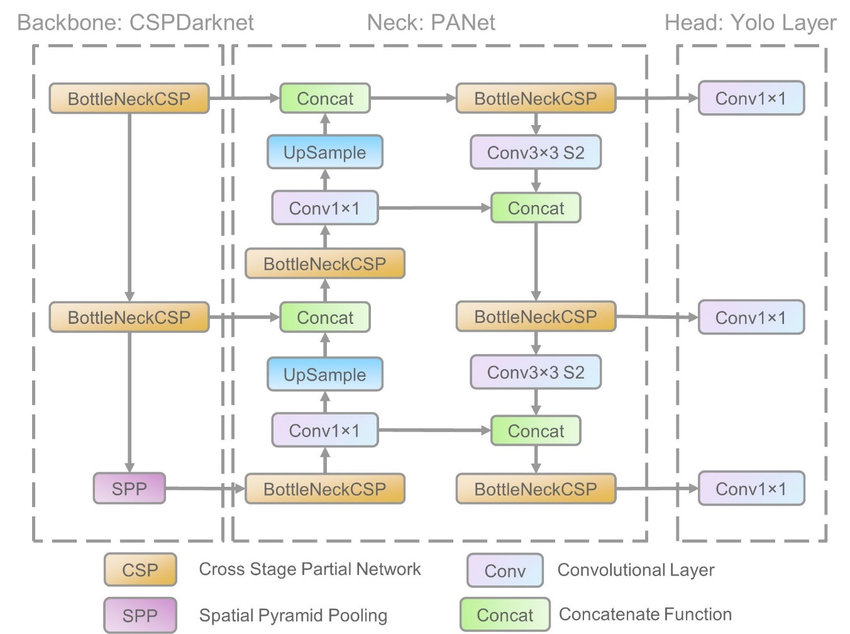 Backbone: CSPDarknet
Neck: PANet
Head: Yolo Layer
BottleNeckCSP
BottleNeckCSP
SPP
Concat
UpSample
Conv1×1
BottleNeckCSP
Concat
UpSample
Conv1×1
BottleNeckCSP
BottleNeckCSP
Conv3×3 S2
Concat
BottleNeckCSP
Conv3×3 S2
Concat
BottleNeckCSP
Conv1×1
Conv1×1
Conv1×1
CSP Cross Stage Partial Network
Conv Convolutional Layer
SPP Spatial Pyramid Pooling
Concat Concatenate Function